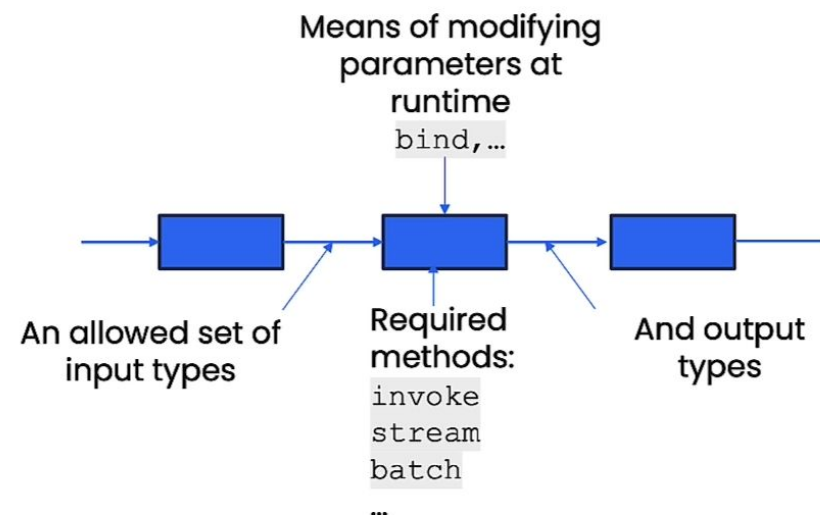 Means of modifying
parameters at
runtime
bind,…
An allowed set of
input types
Required
methods:
invoke
stream
batch
…
And output
types